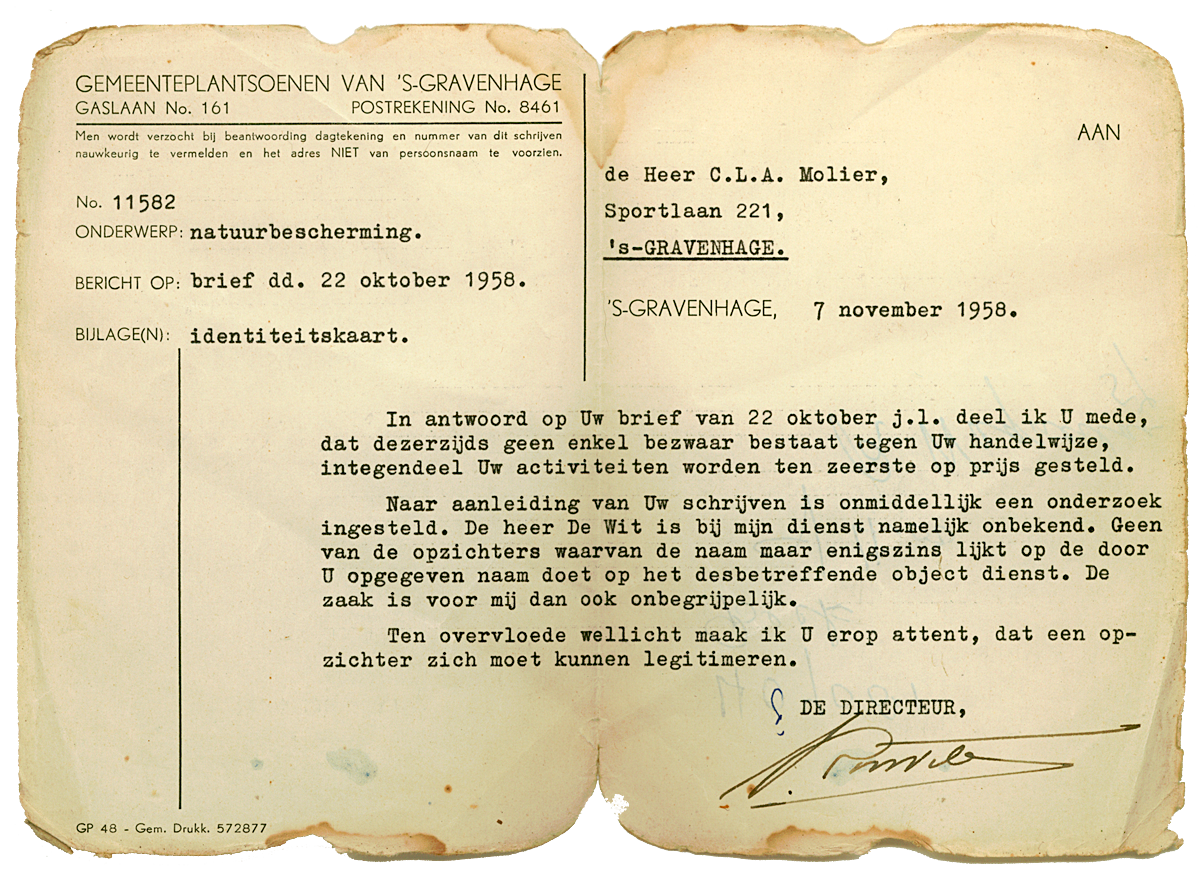 GEMEENTEPLANTSOENEN VAN 'S-GRAVENHAGE
GASLAAN No. 161 POSTREKENING No. 8461
Men wordt verzocht bij beantwoording dagtekening en nummer van dit schrijven
nauwkeurig te vermelden en het adres NIET van persoonsnaam te voorzien.
No. 11582
ONDERWERP: natuurbescherming.
BERICHT OP: brief dd. 22 oktober 1958.
BIJLAGE(N): identiteitskaart.
AAN
de Heer C.L.A. Molier,
Sportlaan 221,
's-GRAVENHAGE.
'S-GRAVENHAGE, 7 november 1958.
In antwoord op Uw brief van 22 oktober j.l. deel ik U mede,
dat dezerzijds geen enkel bezwaar bestaat tegen Uw handelwijze,
integendeel Uw activiteiten worden ten zeerste op prijs gesteld.
Naar aanleiding van Uw schrijven is onmiddellijk een onderzoek
ingesteld. De heer De Wit is bij mijn dienst namelijk onbekend. Geen
van de opzichters waarvan de naam maar enigszins lijkt op de door
U opgegeven naam doet op het desbetreffende object dienst. De
zaak is voor mij dan ook onbegrijpelijk.
Ten overvloede wellicht maak ik U erop attent, dat een op-
zichter zich moet kunnen legitimeren.
DE DIRECTEUR,
GP 48 - Gem. Drukk. 572877